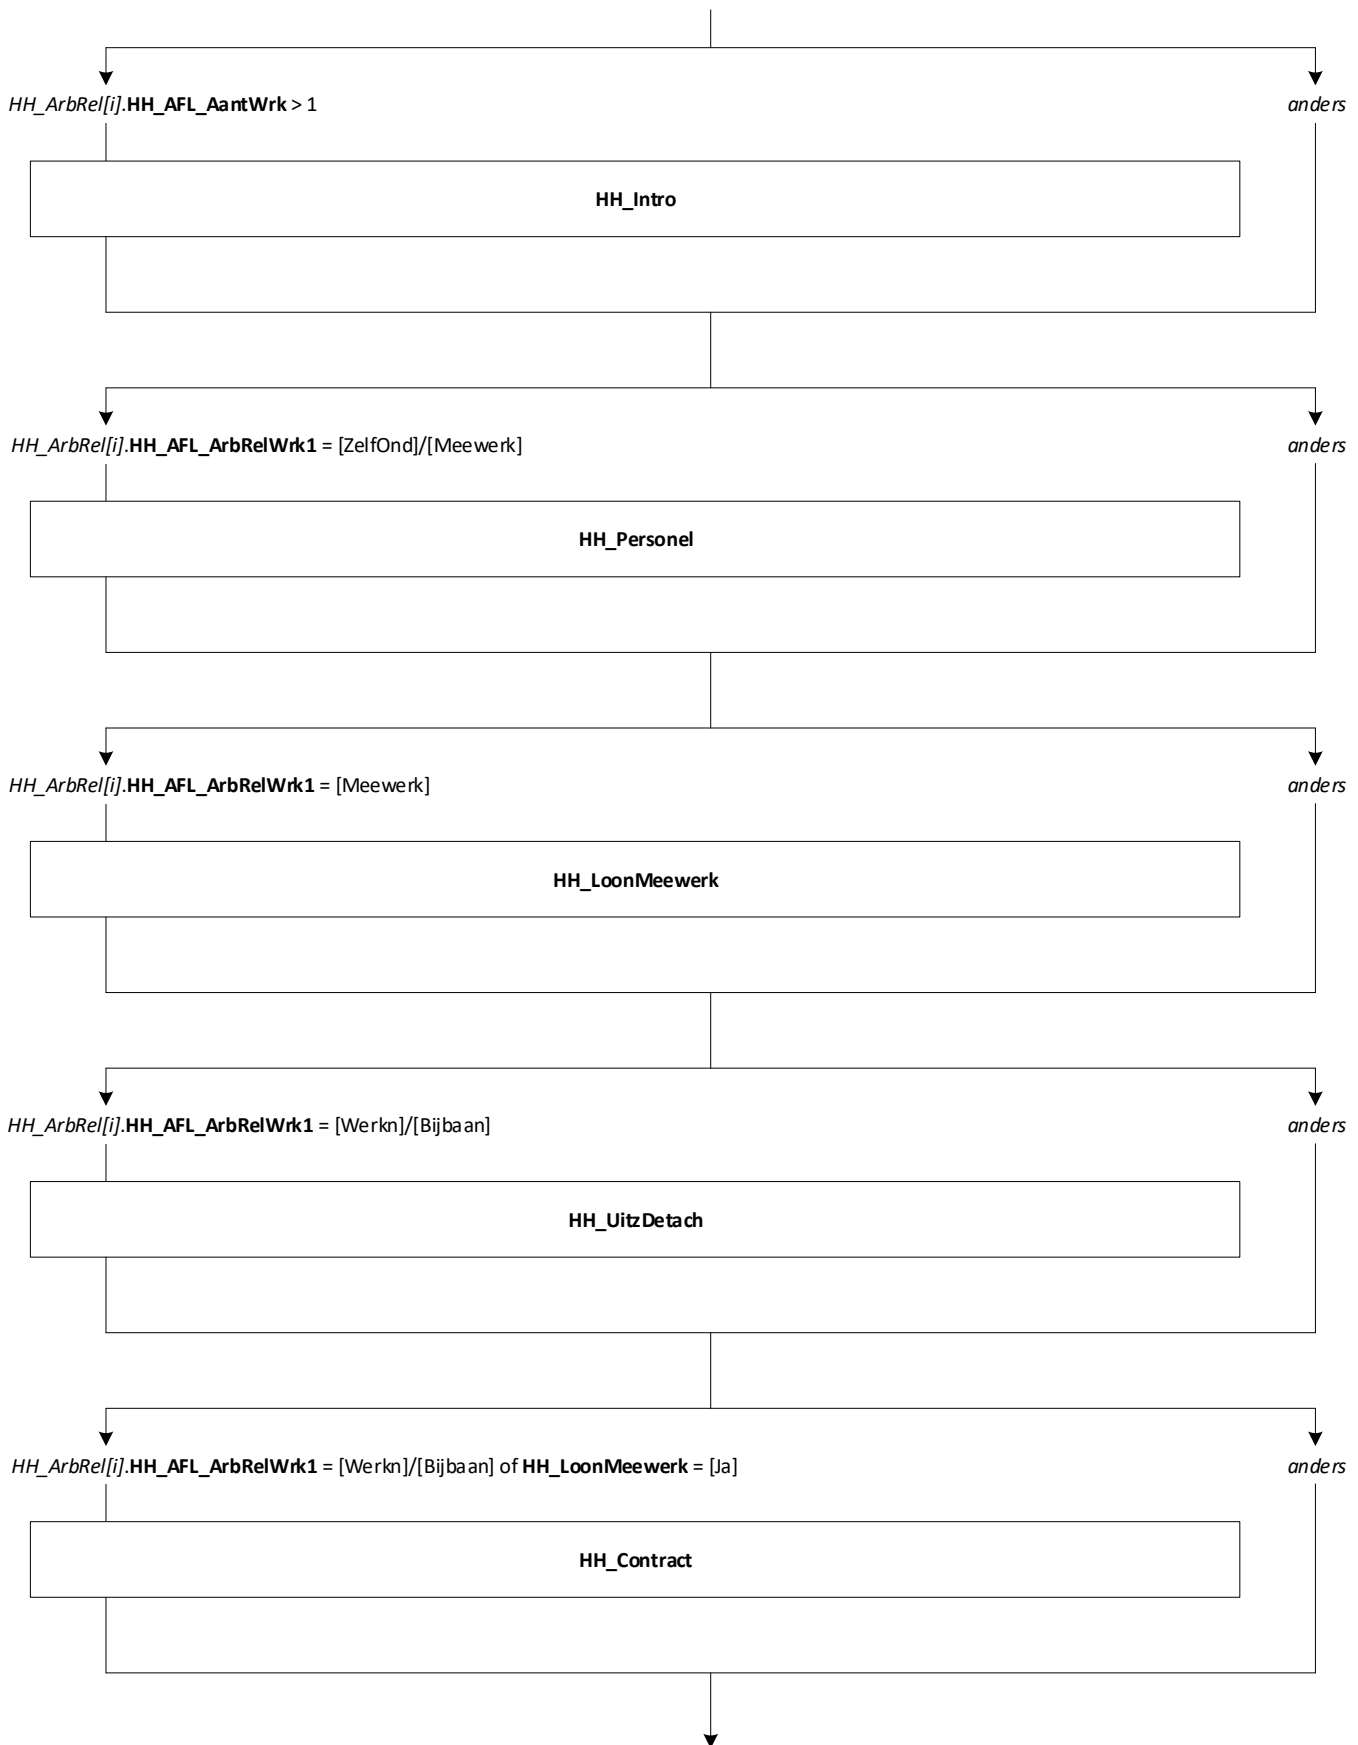 HH_ArbRel[i].HH_AFL_AantWrk > 1 anders
HH_Intro
HH_ArbRel[i].HH_AFL_ArbRelWrk1 = [ZelfOnd]/[Meewerk] anders
HH_Personel
HH_ArbRel[i].HH_AFL_ArbRelWrk1 = [Meewerk] anders
HH_LoonMeewerk
HH_ArbRel[i].HH_AFL_ArbRelWrk1 = [Werkn]/[Bijbaan] anders
HH_UitzDetach
HH_ArbRel[i].HH_AFL_ArbRelWrk1 = [Werkn]/[Bijbaan] of HH_LoonMeewerk = [Ja] anders
HH_Contract